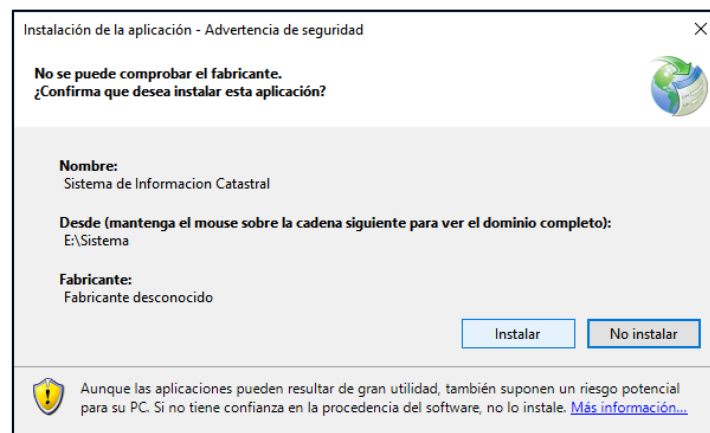 Instalación de la aplicación - Advertencia de seguridad
No se puede comprobar el fabricante.
¿Confirma que desea instalar esta aplicación?
Nombre:
Sistema de Informacion Catastral
Desde (mantenga el mouse sobre la cadena siguiente para ver el dominio completo):
E:\Sistema
Fabricante:
Fabricante desconocido
Instalar
No instalar
Aunque las aplicaciones pueden resultar de gran utilidad, también suponen un riesgo potencial
para su PC. Si no tiene confianza en la procedencia del software, no lo instale. Más información...